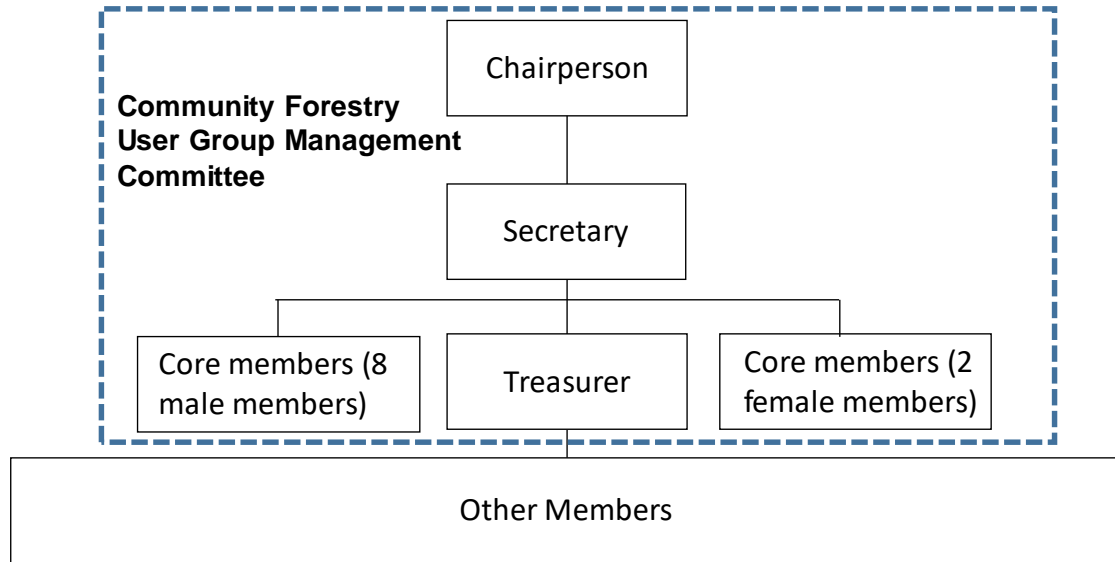 Chairperson
Community Forestry
User Group Management
Committee
Secretary
Core members (8
male members)
Treasurer
Core members (2
female members)
Other Members